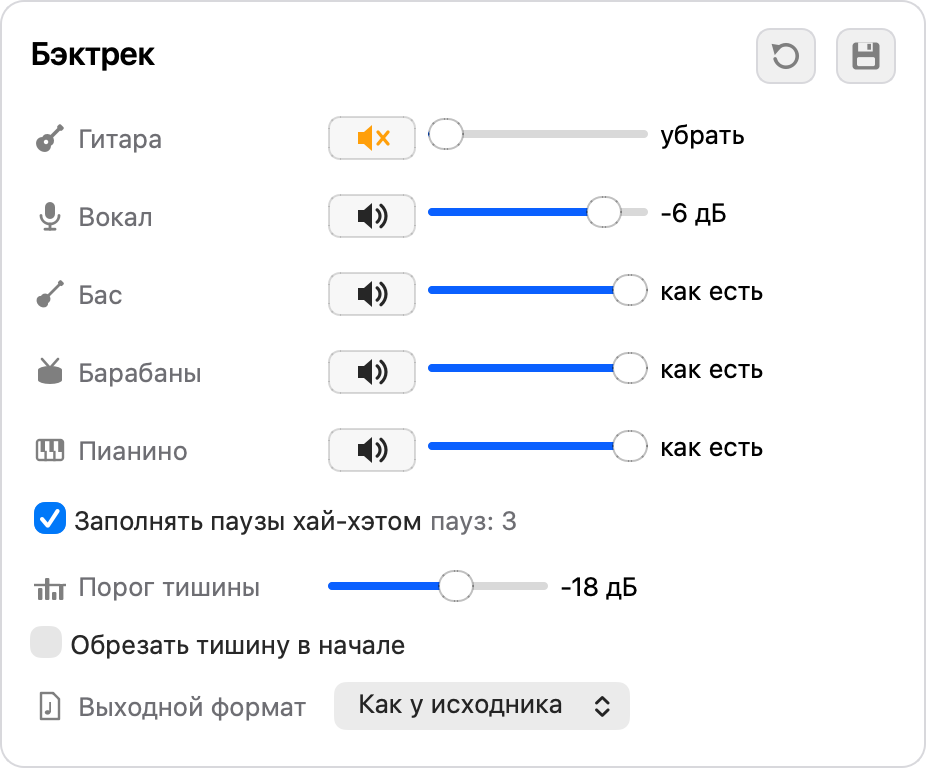 Бэктрек
Гитара убрать
Вокал -6 дБ
Бас как есть
Барабаны как есть
Пианино как есть
Заполнять паузы хай-хэтом пауз: 3
Порог тишины -18 дБ
Обрезать тишину в начале
Выходной формат Как у исходника